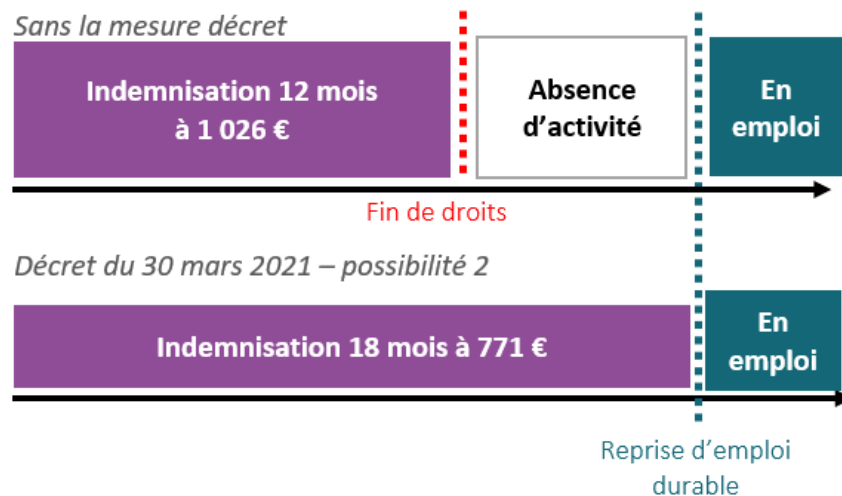 Sans la mesure décret
Indemnisation 12 mois
à 1 026 €
Absence
d’activité
En
emploi
Fin de droits
Décret du 30 mars 2021 – possibilité 2
Indemnisation 18 mois à 771 €
En
emploi
Reprise d’emploi
durable